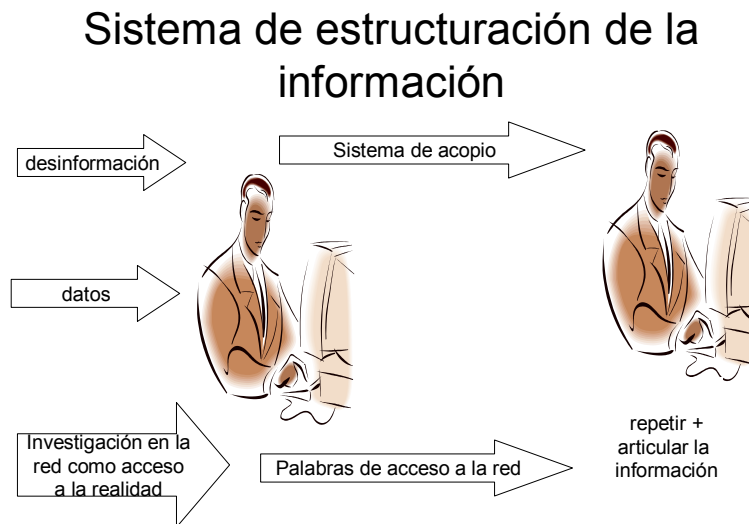 Sistema de estructuración de la
información
desinformación
Sistema de acopio
datos
Investigación en la
red como acceso
a la realidad
Palabras de acceso a la red
repetir +
articular la
información